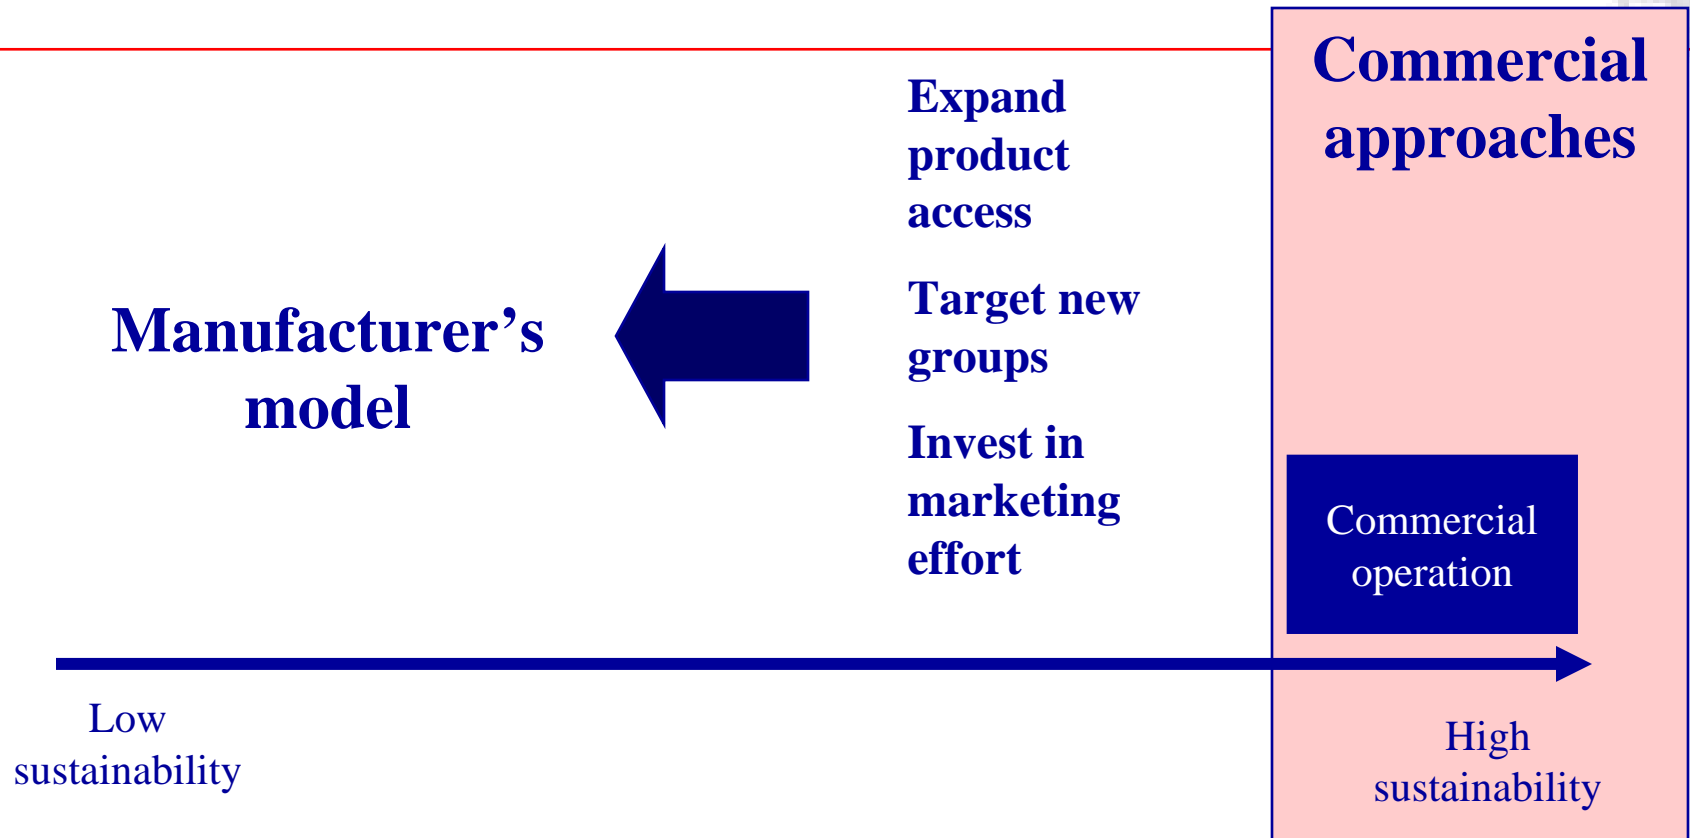 Commercial
approaches
Expand
product
access
Target new
groups
Invest in
marketing
effort
Manufacturer’s
model
Commercial
operation
Low
sustainability
High
sustainability